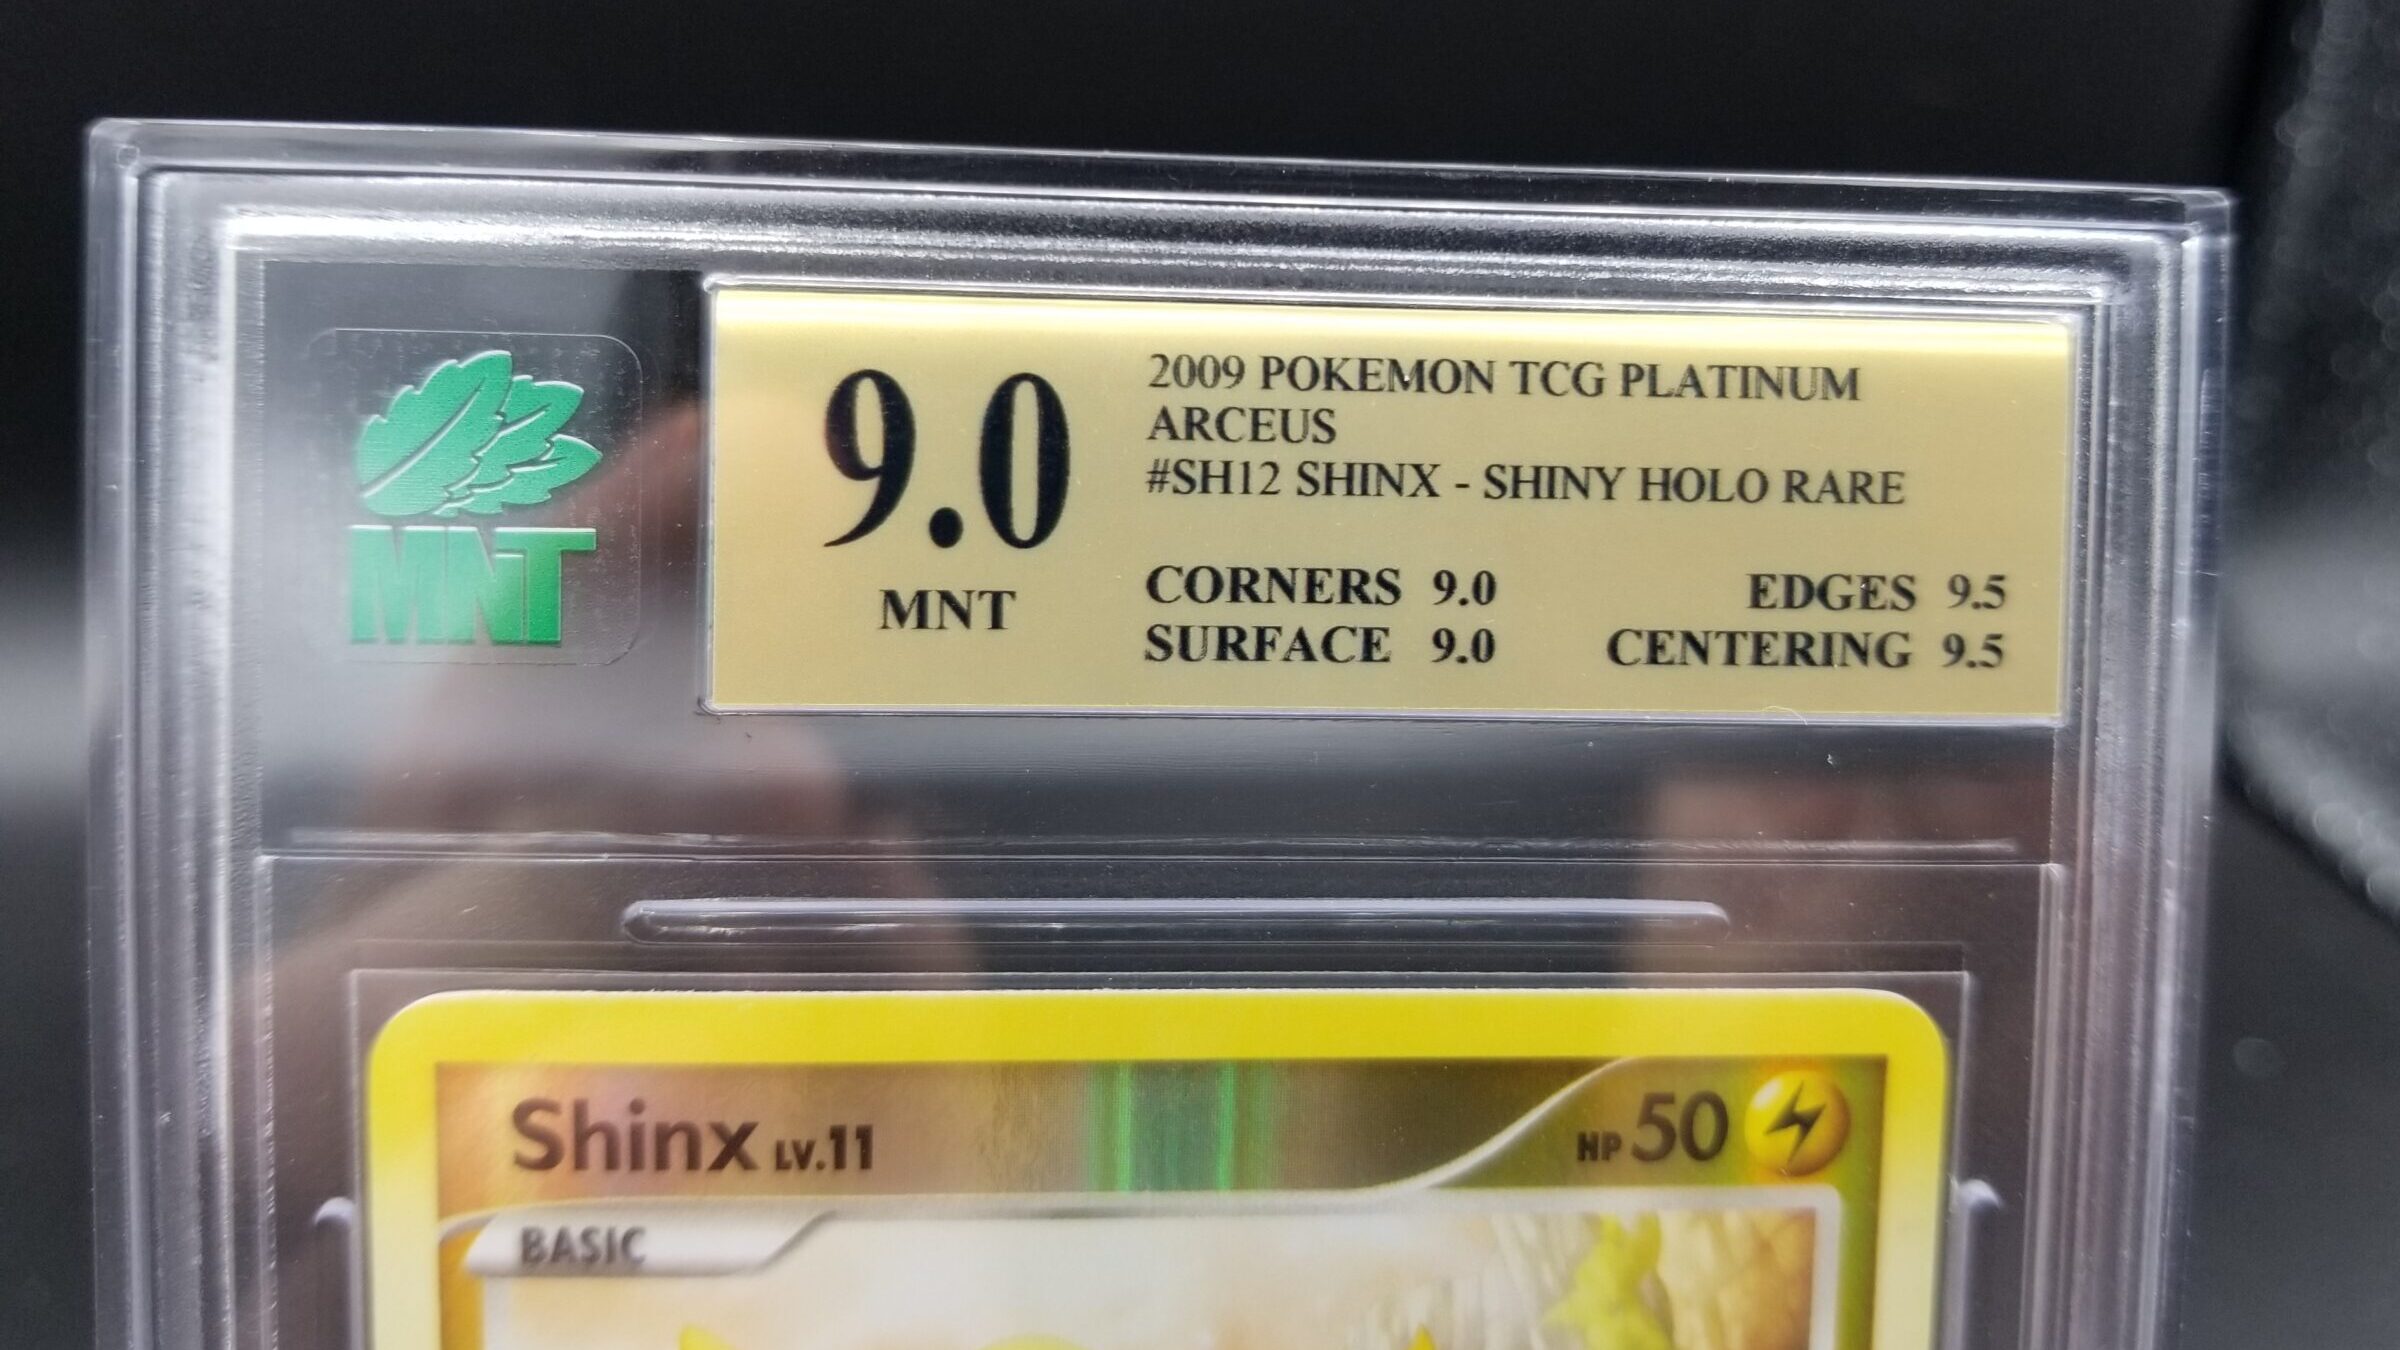 MNT
9.0
MNT
2009 POKEMON TCG PLATINUM
ARCEUS
#SH12 SHINX - SHINY HOLO RARE
CORNERS 9.0 EDGES 9.5
SURFACE 9.0 CENTERING 9.5
Shinx LV.11 HP 50
BASIC